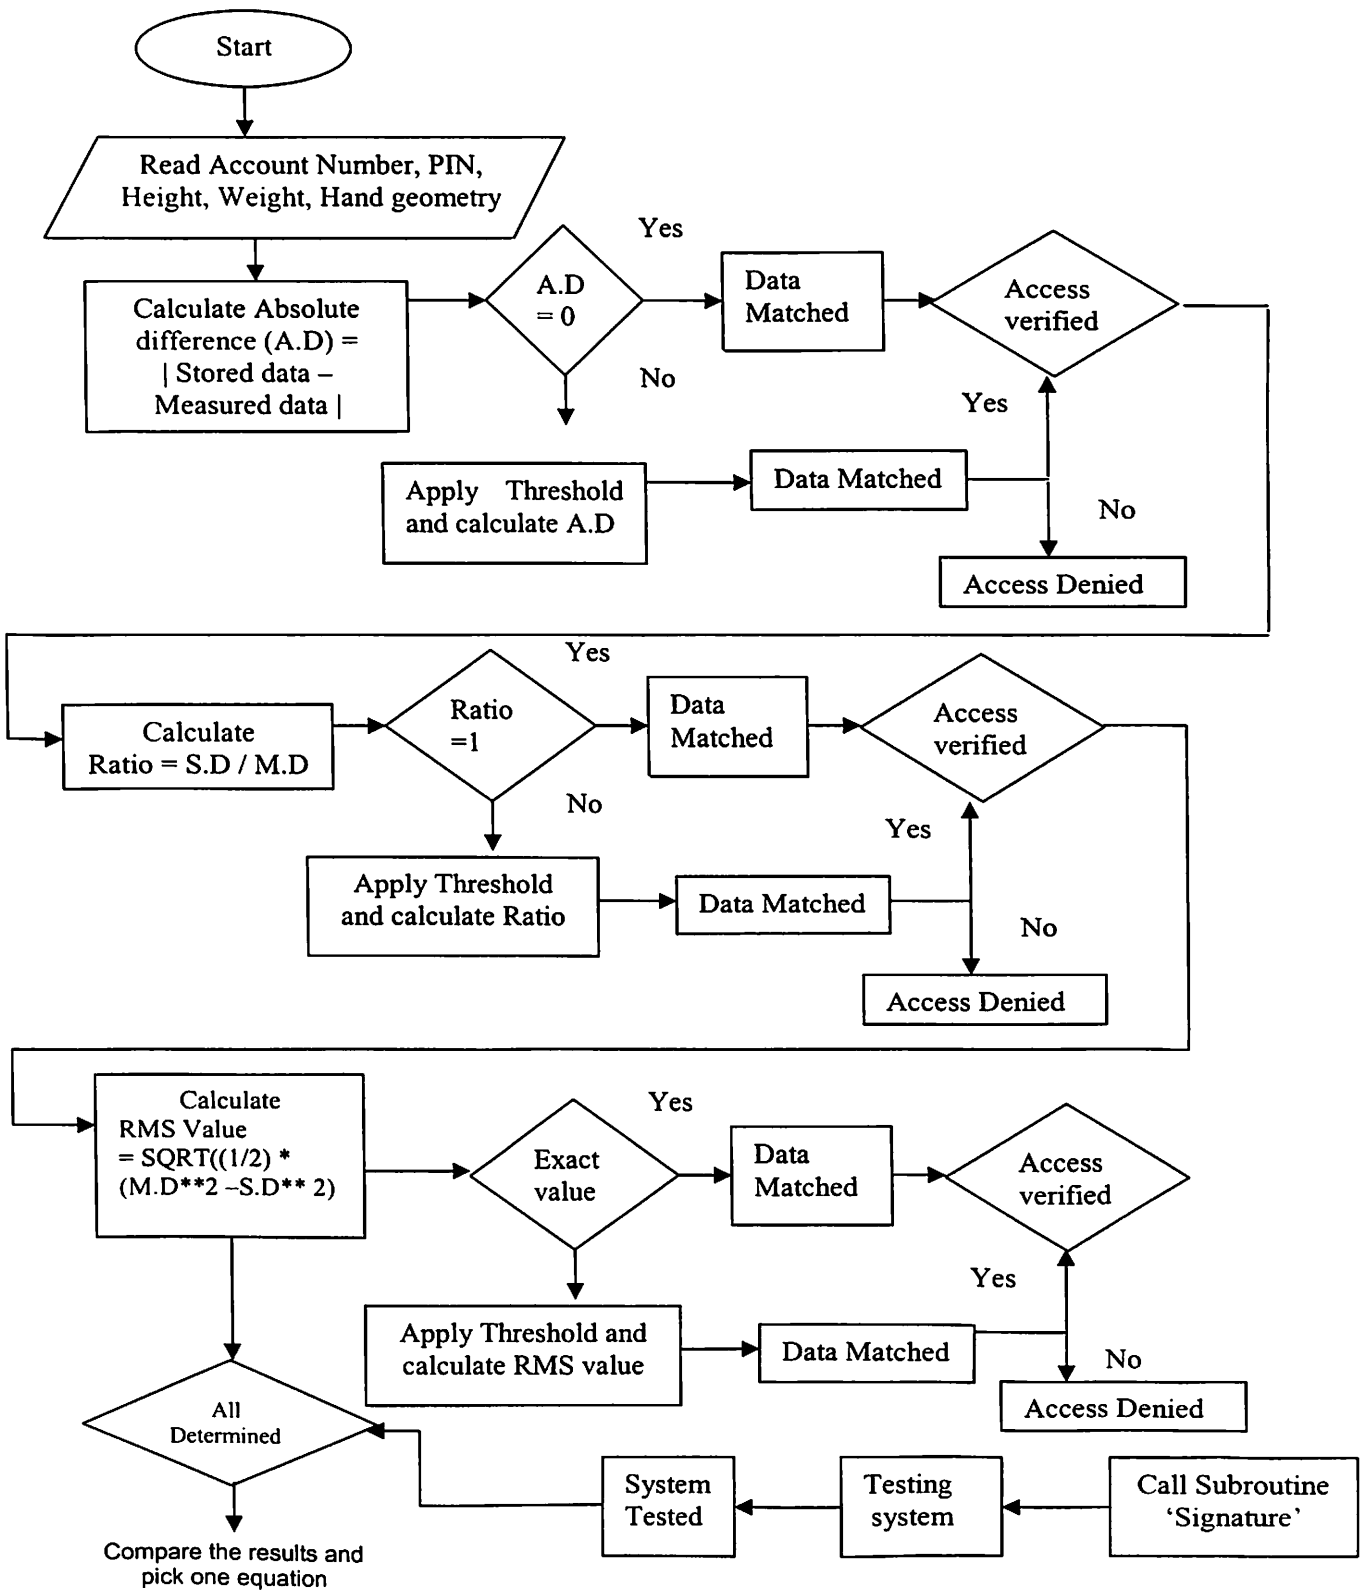 Start
Read Account Number, PIN,
Height, Weight, Hand geometry
Yes
A.D
= 0
Data
Matched
Access
verified
Calculate Absolute
difference (A.D) =
| Stored data –
Measured data |
No
Yes
Apply Threshold
and calculate A.D
Data Matched
No
Access Denied
Yes
Calculate
Ratio = S.D / M.D
Ratio
=1
Data
Matched
Access
verified
No
Yes
Apply Threshold
and calculate Ratio
Data Matched
No
Access Denied
Calculate
RMS Value
= SQRT((1/2) *
(M.D**2 –S.D** 2)
Yes
Exact
value
Data
Matched
Access
verified
Yes
Apply Threshold and
calculate RMS value
Data Matched
No
Access Denied
All
Determined
System
Tested
Testing
system
Call Subroutine
‘Signature’
Compare the results and
pick one equation